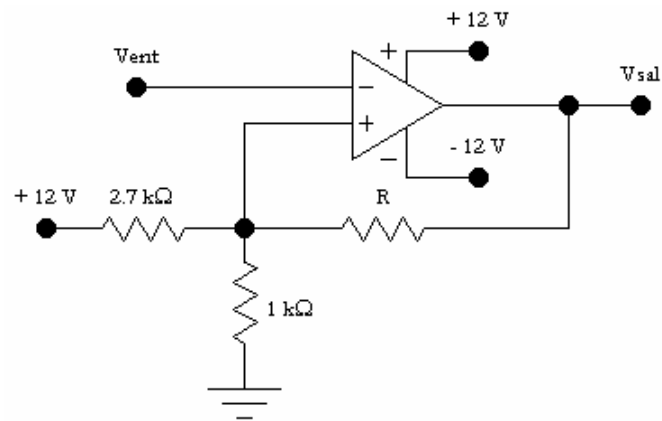 + 12 V
Vent
+
Vsal
−
+
−
- 12 V
+ 12 V
2.7 kΩ
R
1 kΩ